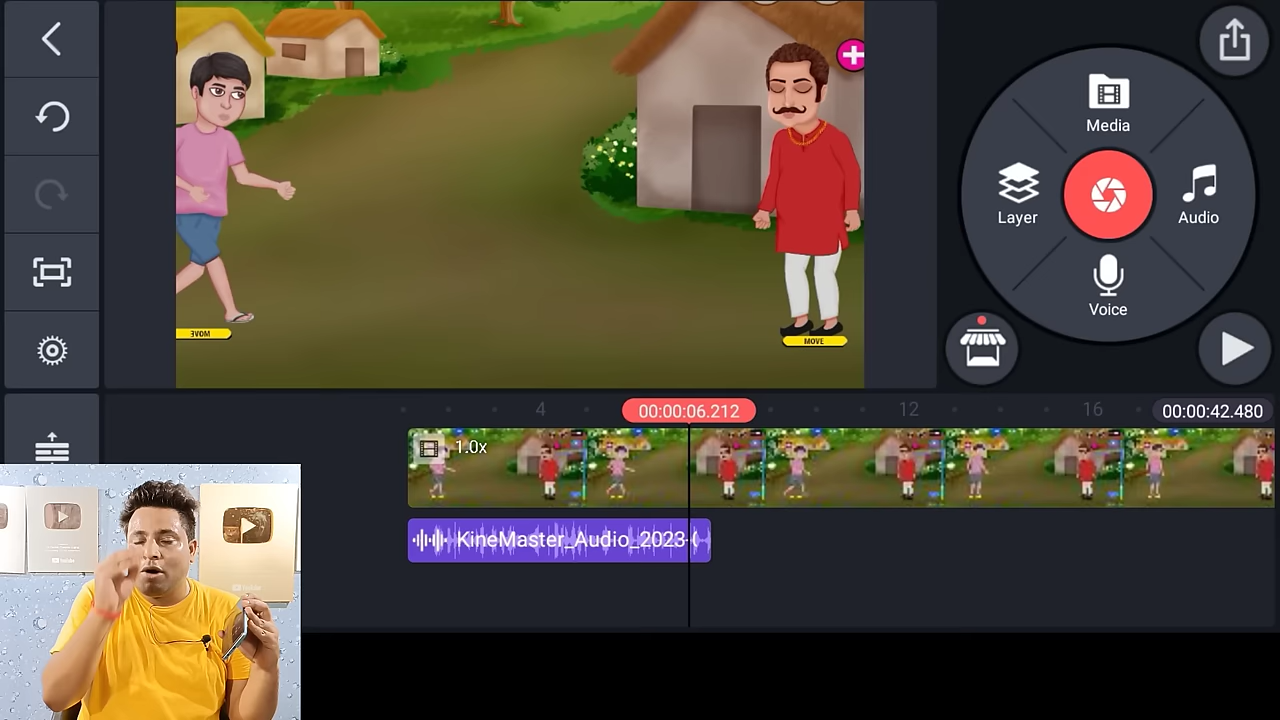 Media
Layer
Audio
Voice
MOVE
MOVE
4
00:00:06.212
12
16
00:00:42.480
1.0x
KineMaster_Audio_2023-(